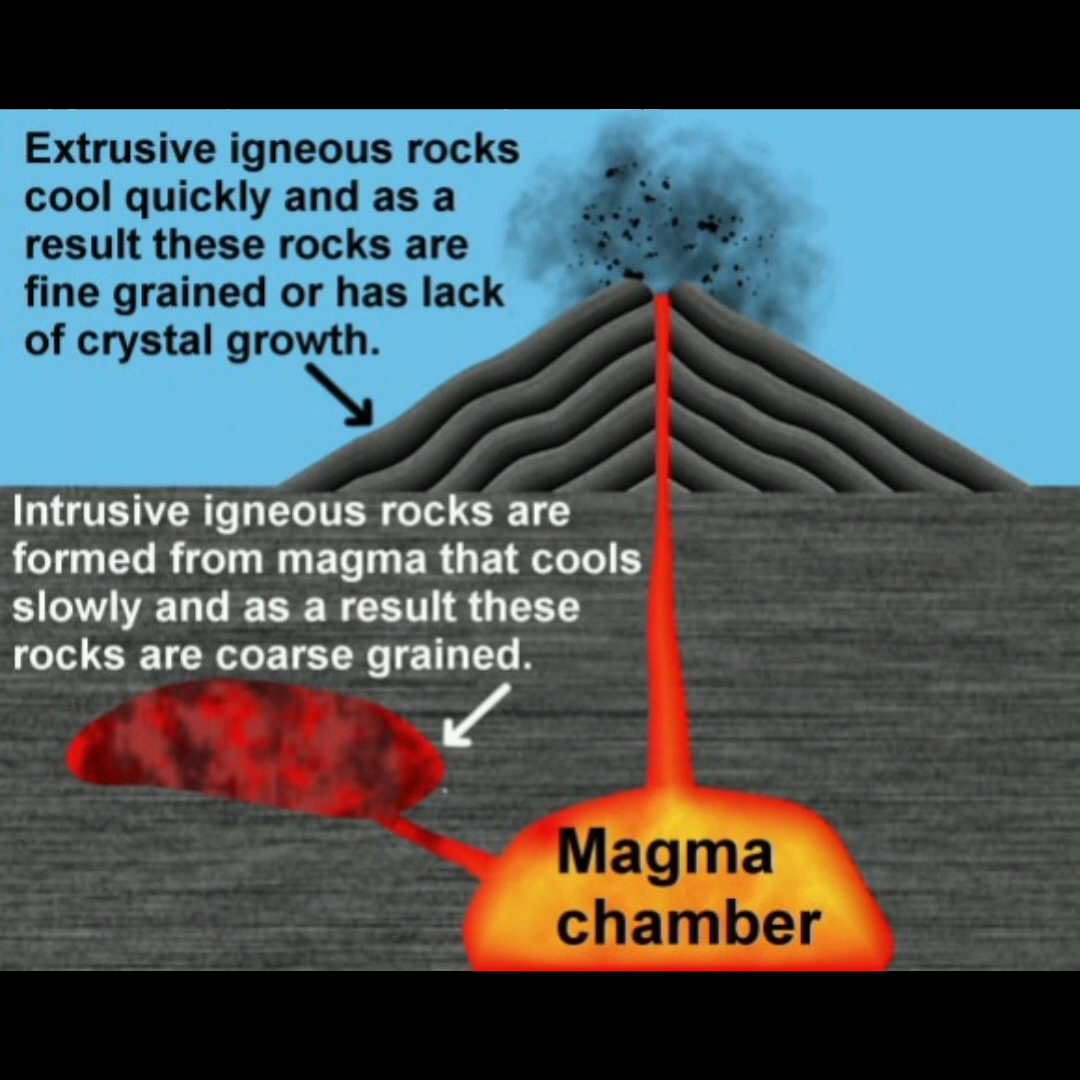 Extrusive igneous rocks
cool quickly and as a
result these rocks are
fine grained or has lack
of crystal growth.
Intrusive igneous rocks are
formed from magma that cools
slowly and as a result these
rocks are coarse grained.
Magma
chamber